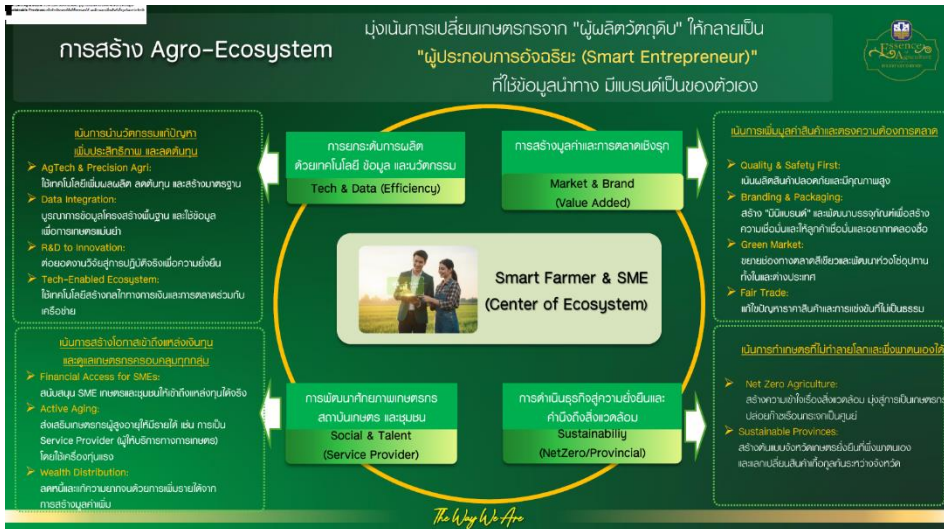 การสร้าง Agro-Ecosystem
มุ่งเน้นการเปลี่ยนเกษตรกรจาก "ผู้ผลิตวัตถุดิบ" ให้กลายเป็น
"ผู้ประกอบการอัจฉริยะ (Smart Entrepreneur)"
ที่ใช้ข้อมูลนำทาง มีแบรนด์เป็นของตัวเอง
Essence
Agriculture
เน้นการนำนวัตกรรมแก้ปัญหา
เพิ่มประสิทธิภาพ และลดต้นทุน
➢ AgTech & Precision Agri:
ใช้เทคโนโลยีเพิ่มผลผลิต ลดต้นทุน และสร้างมาตรฐาน
➢ Data Integration:
บูรณาการข้อมูลโครงสร้างพื้นฐาน และใช้ข้อมูล
เพื่อการเกษตรแม่นยำ
➢ R&D to Innovation:
ต่อยอดงานวิจัยสู่การปฏิบัติจริงเพื่อความยั่งยืน
➢ Tech-Enabled Ecosystem:
ใช้เทคโนโลยีสร้างกลไกทางการเงินและการตลาดร่วมกับ
เครือข่าย
การยกระดับการผลิต
ด้วยเทคโนโลยี ข้อมูล และนวัตกรรม
Tech & Data (Efficiency)
การสร้างมูลค่าและการตลาดเชิงรุก
Market & Brand
(Value Added)
เน้นการเพิ่มมูลค่าสินค้าและตรงความต้องการตลาด
➢ Quality & Safety First:
เน้นผลิตสินค้าปลอดภัยและมีคุณภาพสูง
➢ Branding & Packaging:
สร้าง "มินิแบรนด์" และพัฒนาบรรจุภัณฑ์เพื่อสร้าง
ความเชื่อมั่นและให้ลูกค้าเชื่อมั่นและอยากทดลองซื้อ
➢ Green Market:
ขยายช่องทางตลาดสีเขียวและพัฒนาห่วงโซ่อุปทาน
ทั้งในและต่างประเทศ
➢ Fair Trade:
แก้ไขปัญหาราคาสินค้าและการแข่งขันที่ไม่เป็นธรรม
Smart Farmer & SME
(Center of Ecosystem)
เน้นการสร้างโอกาสเข้าถึงแหล่งเงินทุน
และดูแลเกษตรกรครอบคลุมทุกกลุ่ม
➢ Financial Access for SMEs:
สนับสนุน SME เกษตรและชุมชนให้เข้าถึงแหล่งทุนได้จริง
➢ Active Aging:
ส่งเสริมเกษตรกรผู้สูงอายุให้มีรายได้ เช่น การเป็น
Service Provider (ผู้ให้บริการทางการเกษตร)
โดยใช้เครื่องทุ่นแรง
➢ Wealth Distribution:
ลดหนี้และแก้ความยากจนด้วยการเพิ่มรายได้จาก
การสร้างมูลค่าเพิ่ม
การพัฒนาศักยภาพเกษตรกร
สถาบันเกษตร และชุมชน
Social & Talent
(Service Provider)
การดำเนินธุรกิจสู่ความยั่งยืนและ
คำนึงถึงสิ่งแวดล้อม
Sustainabiliy
(NetZero/Provincial)
เน้นการทำเกษตรที่ไม่ทำลายโลกและพึ่งพาตนเองได้
➢ Net Zero Agriculture:
สร้างความเข้าใจเรื่องสิ่งแวดล้อม มุ่งสู่การเป็นเกษตรกร
ปล่อยก๊าซเรือนกระจกเป็นศูนย์
➢ Sustainable Provinces:
สร้างต้นแบบจังหวัดเกษตรยั่งยืนที่พึ่งพาตนเอง
และแลกเปลี่ยนสินค้าเกื้อกูลกันระหว่างจังหวัด
The Way We Are